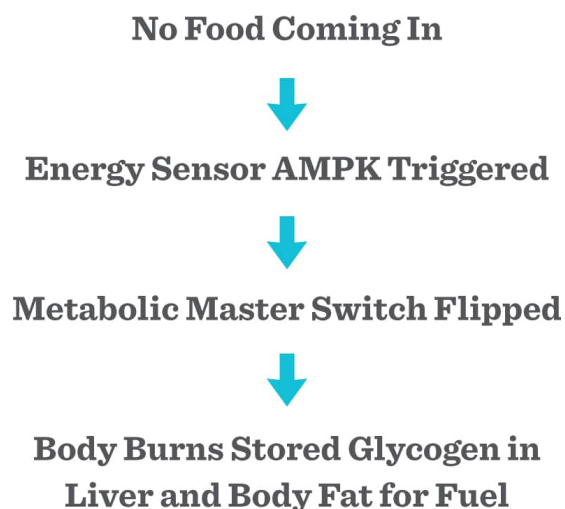 No Food Coming In
Energy Sensor AMPK Triggered
Metabolic Master Switch Flipped
Body Burns Stored Glycogen in
Liver and Body Fat for Fuel